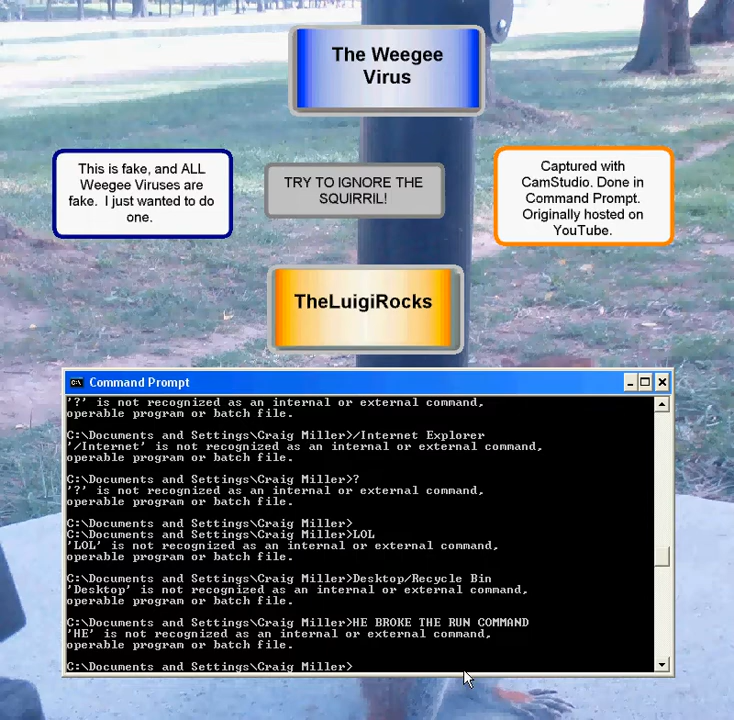 The Weegee
Virus
This is fake, and ALL
Weegee Viruses are
fake.  I just wanted to do
one.
TRY TO IGNORE THE
SQUIRRIL!
Captured with
CamStudio. Done in
Command Prompt.
Originally hosted on
YouTube.
TheLuigiRocks
Command Prompt
'?' is not recognized as an internal or external command,
operable program or batch file.
C:\Documents and Settings\Craig Miller>/Internet Explorer
'/Internet' is not recognized as an internal or external command,
operable program or batch file.
C:\Documents and Settings\Craig Miller>?
'?' is not recognized as an internal or external command,
operable program or batch file.
C:\Documents and Settings\Craig Miller>
C:\Documents and Settings\Craig Miller>LOL
'LOL' is not recognized as an internal or external command,
operable program or batch file.
C:\Documents and Settings\Craig Miller>Desktop/Recycle Bin
'Desktop' is not recognized as an internal or external command,
operable program or batch file.
C:\Documents and Settings\Craig Miller>HE BROKE THE RUN COMMAND
'HE' is not recognized as an internal or external command,
operable program or batch file.
C:\Documents and Settings\Craig Miller>